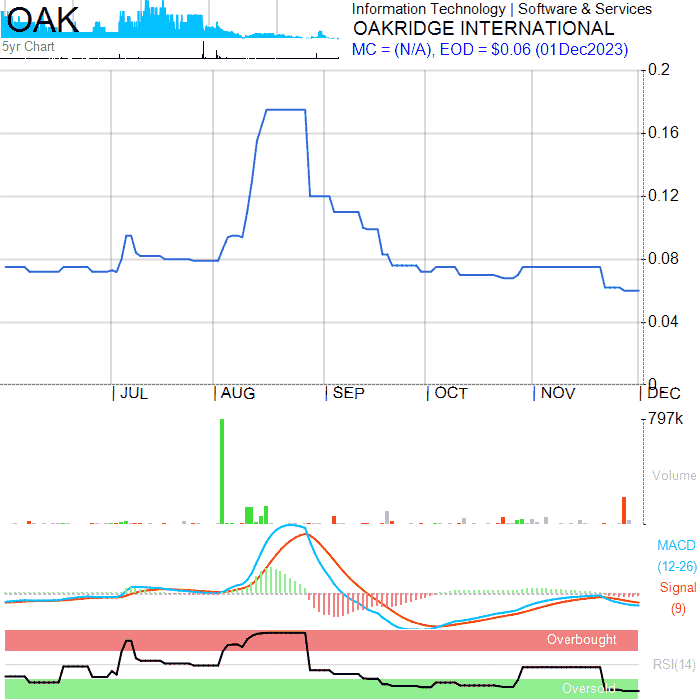 OAK
5yr Chart
Information Technology | Software & Services
OAKRIDGE INTERNATIONAL
MC = (N/A), EOD = $0.06 (01Dec2023)
0.2
0.16
0.12
0.08
0.04
0
JUL AUG SEP OCT NOV DEC
797k
Volume
MACD
(12-26)
Signal
(9)
Overbought
RSI(14)
Oversold